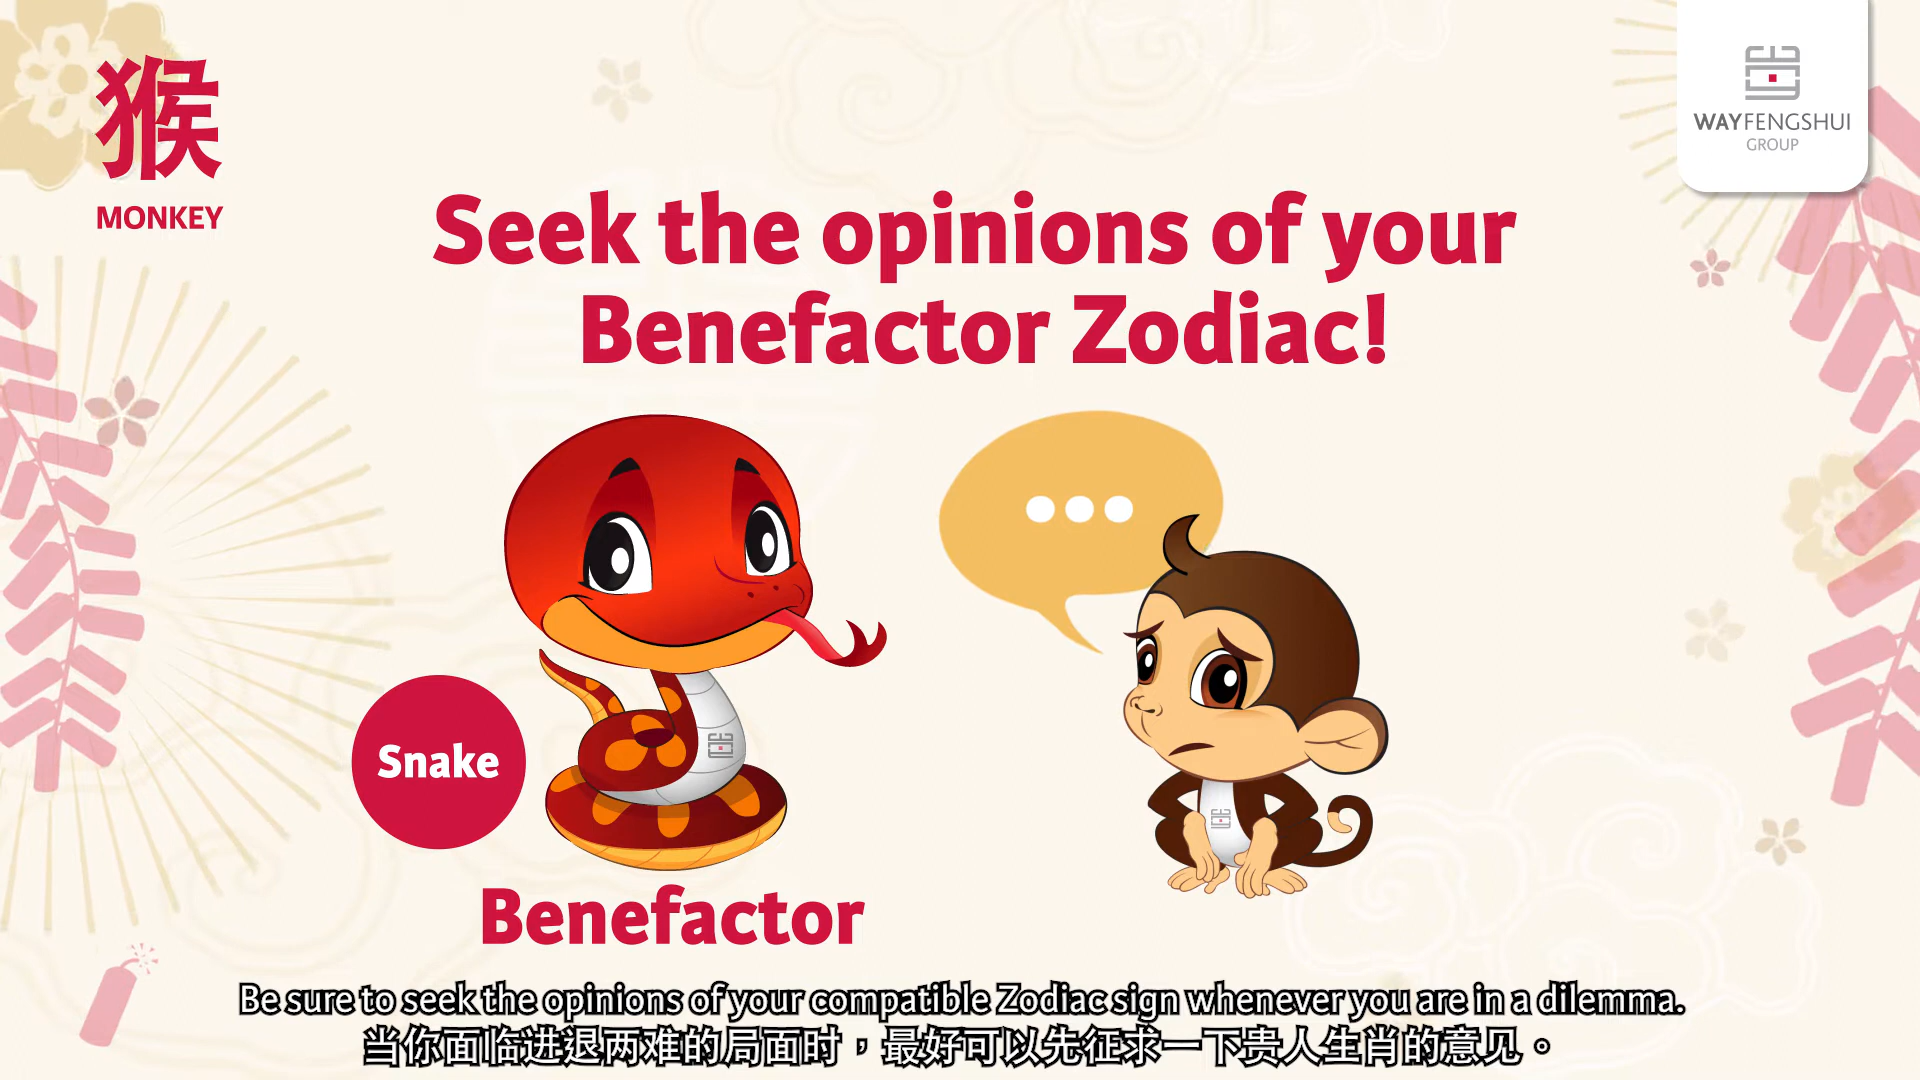 猴
MONKEY
WAYFENGSHUI
GROUP
Seek the opinions of your
Benefactor Zodiac!
Snake
Benefactor
Be sure to seek the opinions of your compatible Zodiac sign whenever you are in a dilemma.
当你面临进退两难的局面时，最好可以先征求一下贵人生肖的意见。